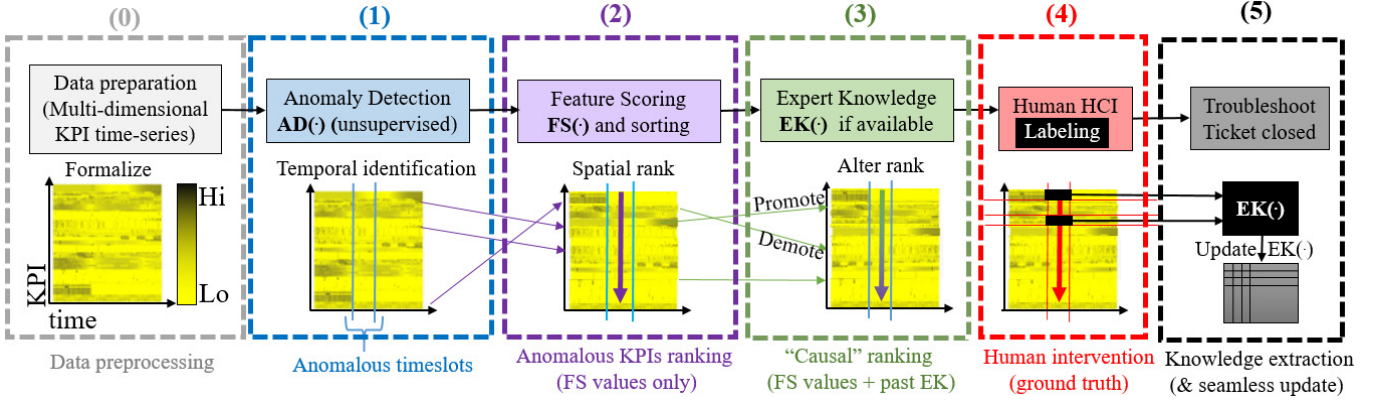 (0)
Data preparation
(Multi-dimensional
KPI time-series)
Formalize
Hi
Lo
KPI
time
Data preprocessing
(1)
Anomaly Detection
AD(·) (unsupervised)
Temporal identification
Anomalous timeslots
(2)
Feature Scoring
FS(·) and sorting
Spatial rank
Anomalous KPIs ranking
(FS values only)
(3)
Expert Knowledge
EK(·) if available
Alter rank
Promote
Demote
“Causal” ranking
(FS values + past EK)
(4)
Human HCI
Labeling
Human intervention
(ground truth)
(5)
Troubleshoot
Ticket closed
EK(·)
Update EK(·)
Knowledge extraction
(& seamless update)